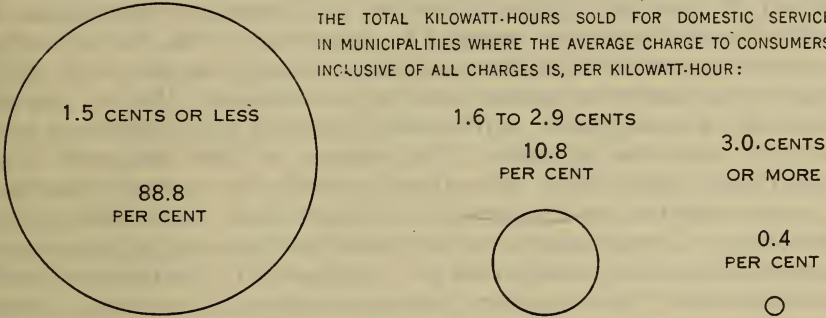 THE TOTAL KILOWATT-HOURS SOLD FOR DOMESTIC SERVICE
IN MUNICIPALITIES WHERE THE AVERAGE CHARGE TO CONSUMERS
INCLUSIVE OF ALL CHARGES IS, PER KILOWATT-HOUR:
1.5 CENTS OR LESS
88.8
PER CENT
1.6 TO 2.9 CENTS
10.8
PER CENT
3.0. CENTS
OR MORE
0.4
PER CENT